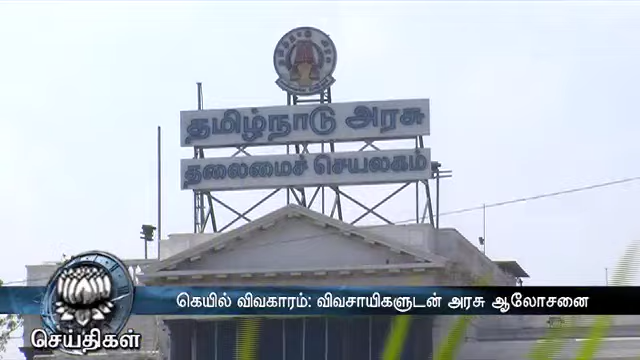 தமிழ்நாடு அரசு
தலைமைச் செயலகம்
கெயில் விவகாரம்: விவசாயிகளுடன் அரசு ஆலோசனை
செய்திகள்